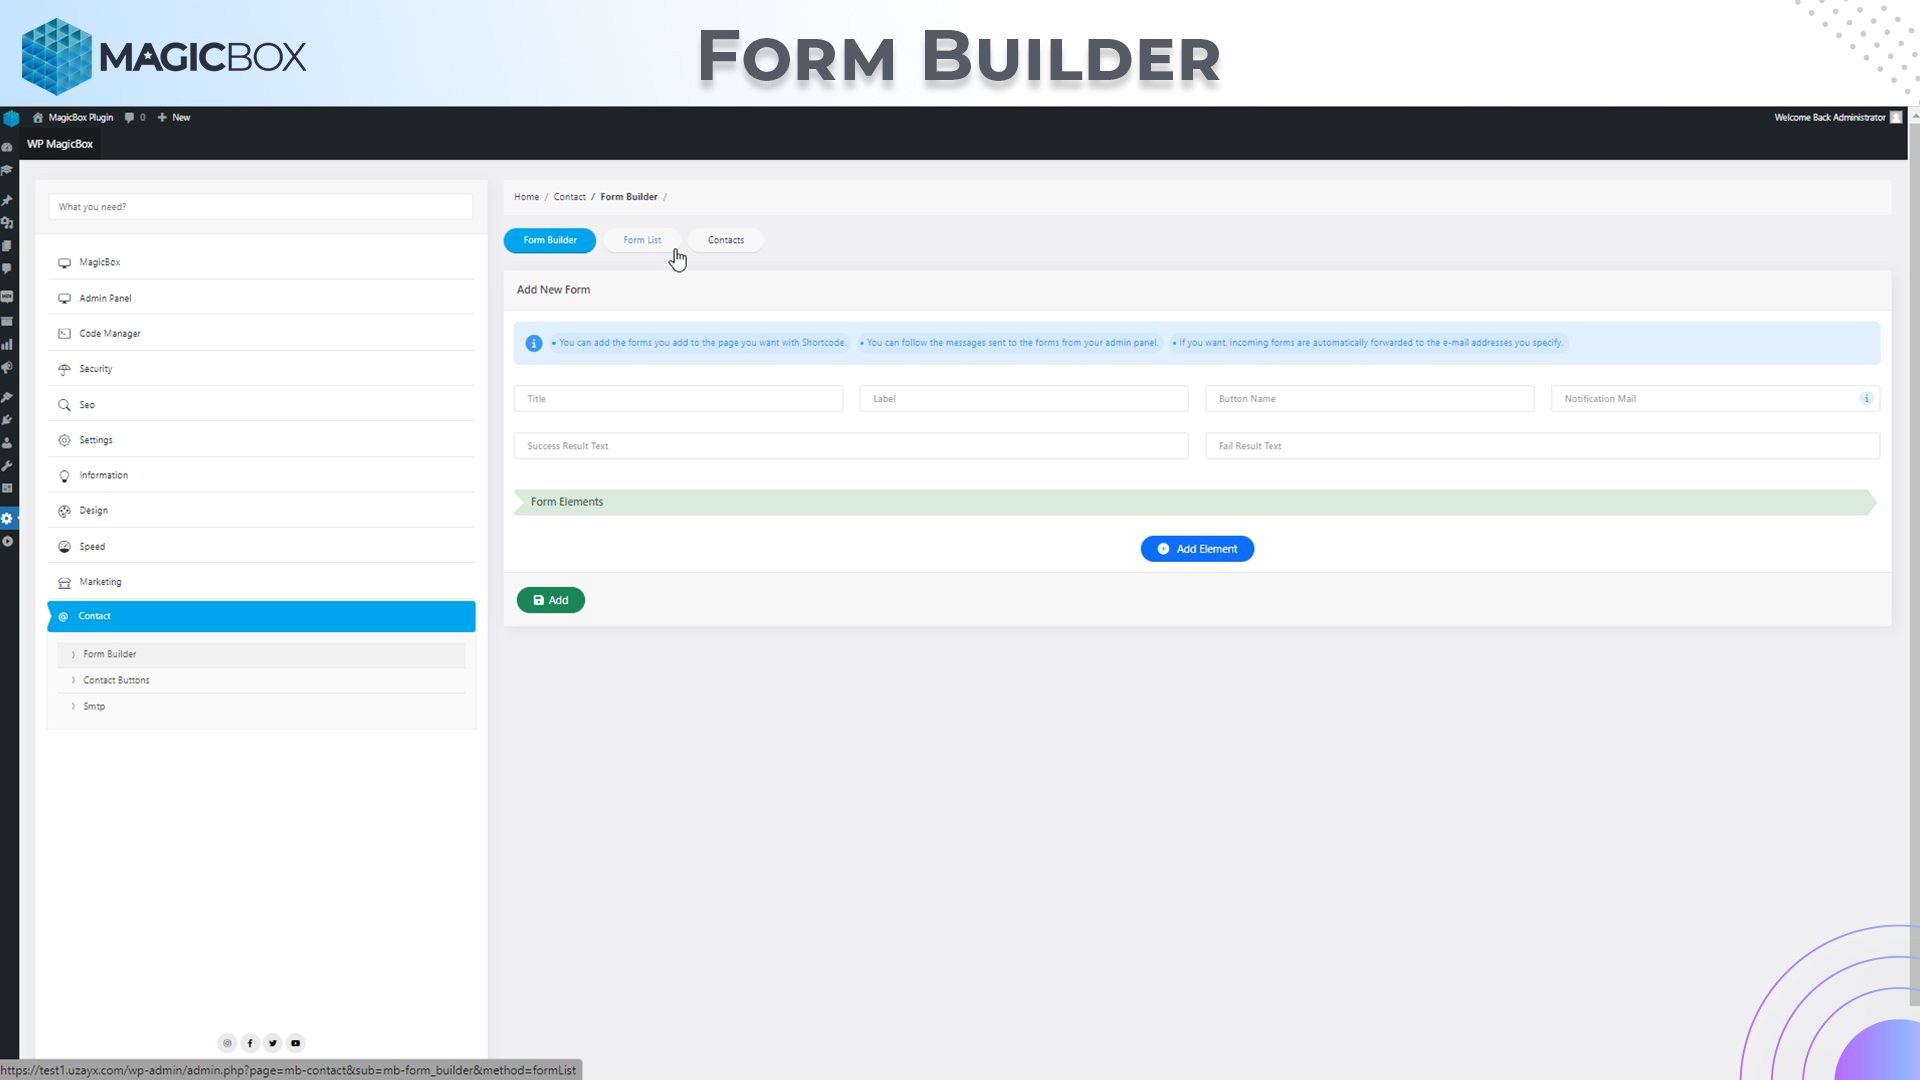 MAGICBOX
FORM BUILDER
MagicBox Plugin 0 New
Welcome Back Administrator
WP MagicBox
What you need?
MagicBox
Admin Panel
Code Manager
Security
Seo
Settings
Information
Design
Speed
Marketing
Contact
Form Builder
Contact Buttons
Smtp
Home / Contact / Form Builder /
Form Builder Form List Contacts
Add New Form
• You can add the forms you add to the page you want with Shortcode. • You can follow the messages sent to the forms from your admin panel. • If you want, incoming forms are automatically forwarded to the e-mail addresses you specify.
Title Label Button Name Notification Mail
Success Result Text Fail Result Text
Form Elements
Add Element
Add
https://test1.uzayx.com/wp-admin/admin.php?page=mb-contact&sub=mb-form_builder&method=formList